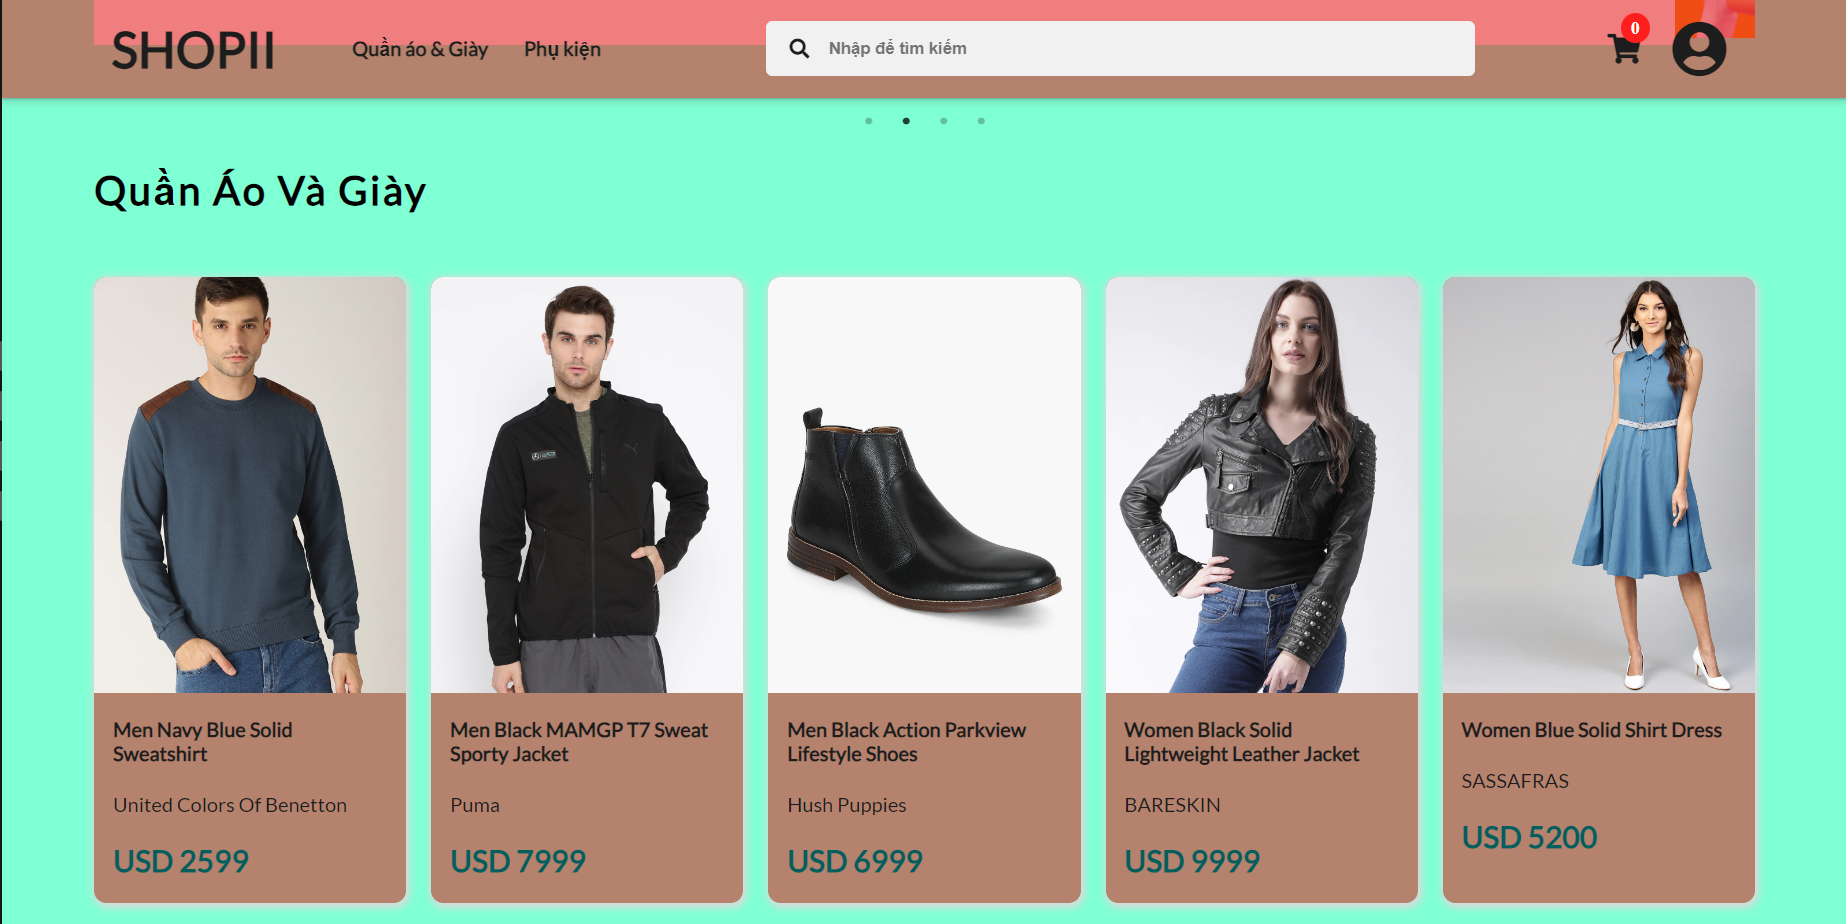 SHOPII
Quần áo & Giày
Phụ kiện
Nhập để tìm kiếm
0
Quần Áo Và Giày
Men Navy Blue Solid
Sweatshirt
United Colors Of Benetton
USD 2599
Men Black MAMGP T7 Sweat
Sporty Jacket
Puma
USD 7999
Men Black Action Parkview
Lifestyle Shoes
Hush Puppies
USD 6999
Women Black Solid
Lightweight Leather Jacket
BARESKIN
USD 9999
Women Blue Solid Shirt Dress
SASSAFRAS
USD 5200